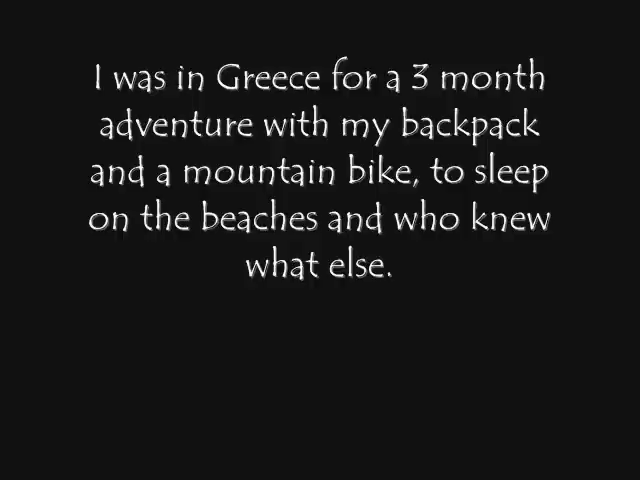 I was in Greece for a 3 month
adventure with my backpack
and a mountain bike, to sleep
on the beaches and who knew
what else.